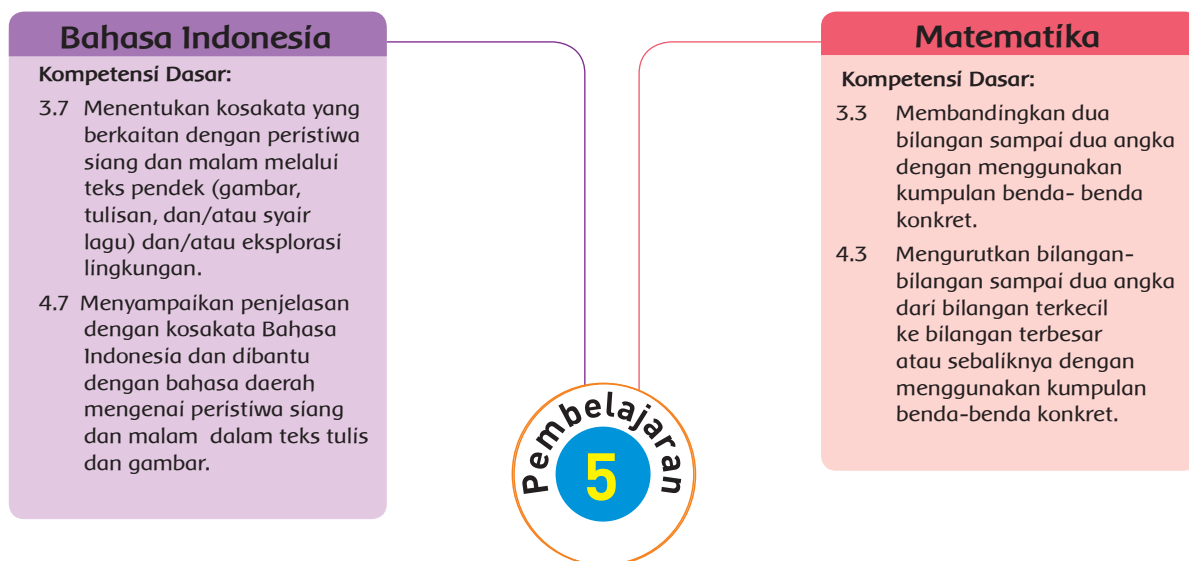 Bahasa Indonesia
Kompetensi Dasar:
3.7 Menentukan kosakata yang
berkaitan dengan peristiwa
siang dan malam melalui
teks pendek (gambar,
tulisan, dan/atau syair
lagu) dan/atau eksplorasi
lingkungan.
4.7 Menyampaikan penjelasan
dengan kosakata Bahasa
Indonesia dan dibantu
dengan bahasa daerah
mengenai peristiwa siang
dan malam dalam teks tulis
dan gambar.
Matematika
Kompetensi Dasar:
3.3 Membandingkan dua
bilangan sampai dua angka
dengan menggunakan
kumpulan benda- benda
konkret.
4.3 Mengurutkan bilangan-
bilangan sampai dua angka
dari bilangan terkecil
ke bilangan terbesar
atau sebaliknya dengan
menggunakan kumpulan
benda-benda konkret.
Pembelajaran
5